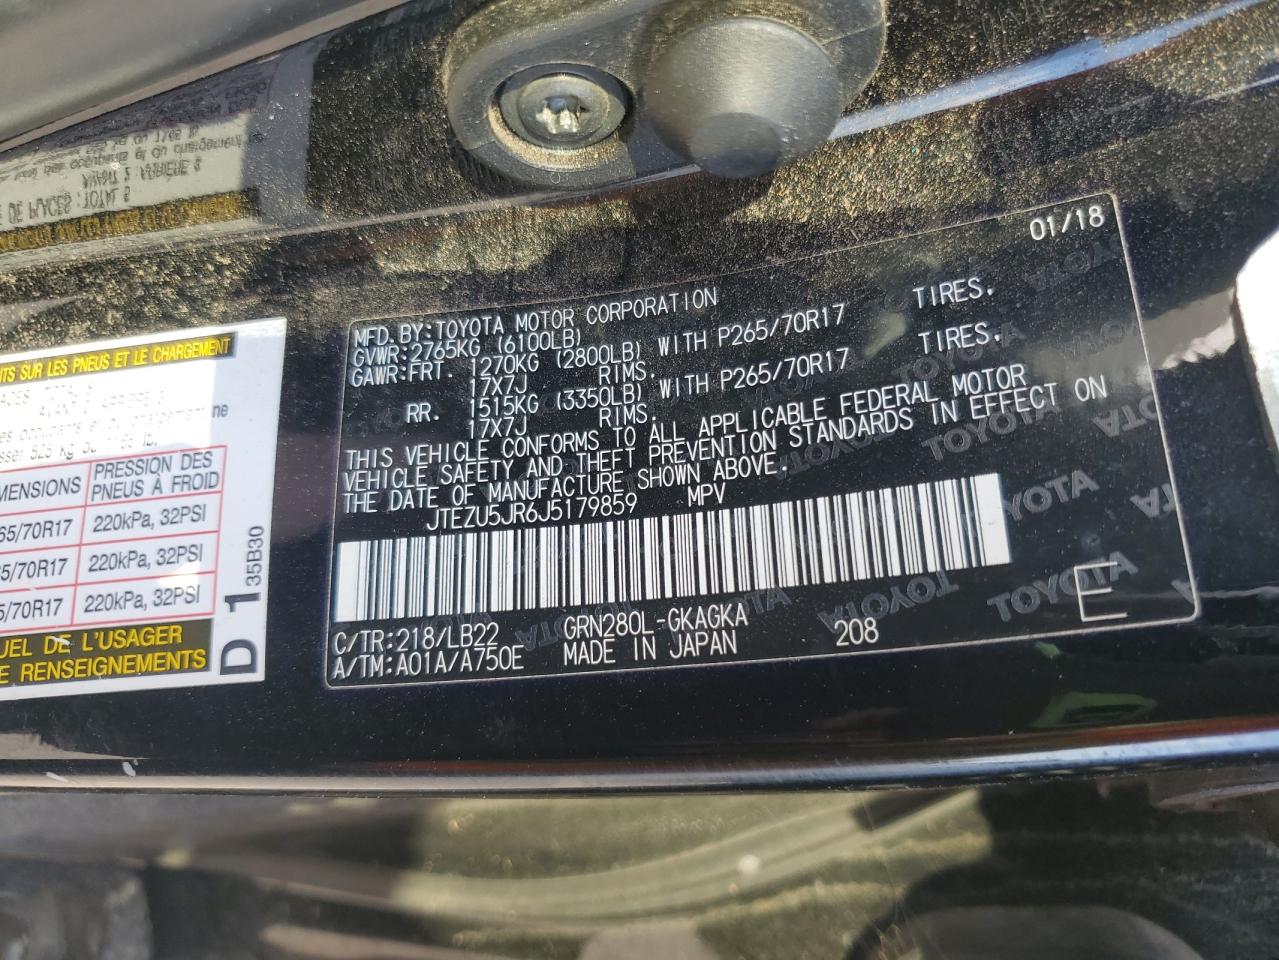 01/18
MFD. BY:TOYOTA MOTOR CORPORATION
GVWR:2765KG (6100LB)
GAWR:FRT. 1270KG (2800LB) WITH P265/70R17 TIRES.
17X7J RIMS.
RR. 1515KG (3350LB) WITH P265/70R17 TIRES.
17X7J RIMS.
THIS VEHICLE CONFORMS TO ALL APPLICABLE FEDERAL MOTOR
VEHICLE SAFETY AND THEFT PREVENTION STANDARDS IN EFFECT ON
THE DATE OF MANUFACTURE SHOWN ABOVE.
JTEZU5JR6J5179859 MPV
C/TR:218/LB22 GRN280L-GKAGKA 208
A/TM:A01A/A750E MADE IN JAPAN
E
TOYOTA
NTS SUR LES PNEUS ET LE CHARGEMENT
MENSIONS PRESSION DES
PNEUS À FROID
65/70R17 220kPa, 32PSI
65/70R17 220kPa, 32PSI
5/70R17 220kPa, 32PSI
UEL DE L'USAGER
E RENSEIGNEMENTS
D1 35B30